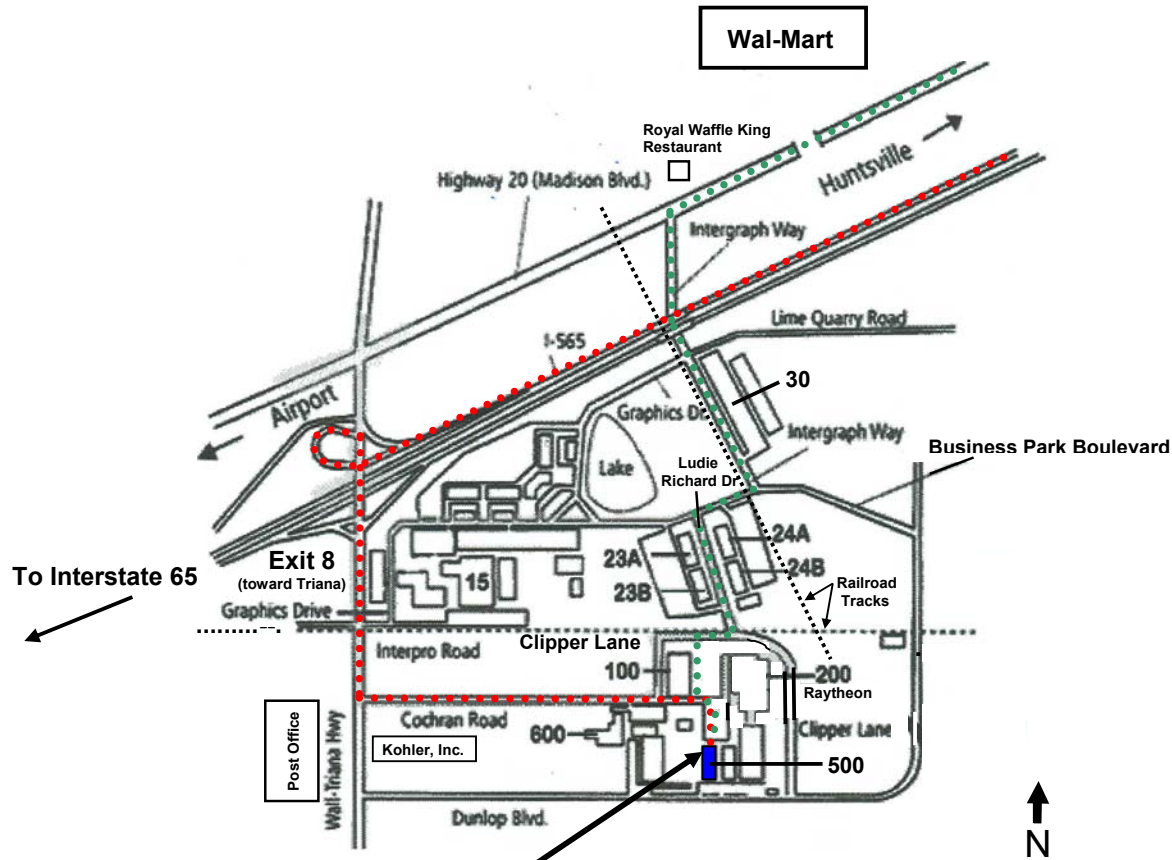 Wal-Mart
Royal Waffle King
Restaurant
Huntsville
Highway 20 (Madison Blvd.)
Intergraph Way
Lime Quarry Road
I-565
30
Airport
Graphics Dr.
Intergraph Way
Business Park Boulevard
Lake
Ludie
Richard Dr
24A
23A
Exit 8
(toward Triana)
To Interstate 65
15
24B
23B
Railroad
Tracks
Graphics Drive
Clipper Lane
Interpro Road
100
200
Raytheon
Post Office
Cochran Road
600
Clipper Lane
Kohler, Inc.
500
Wall-Triana Hwy
Dunlop Blvd.
N